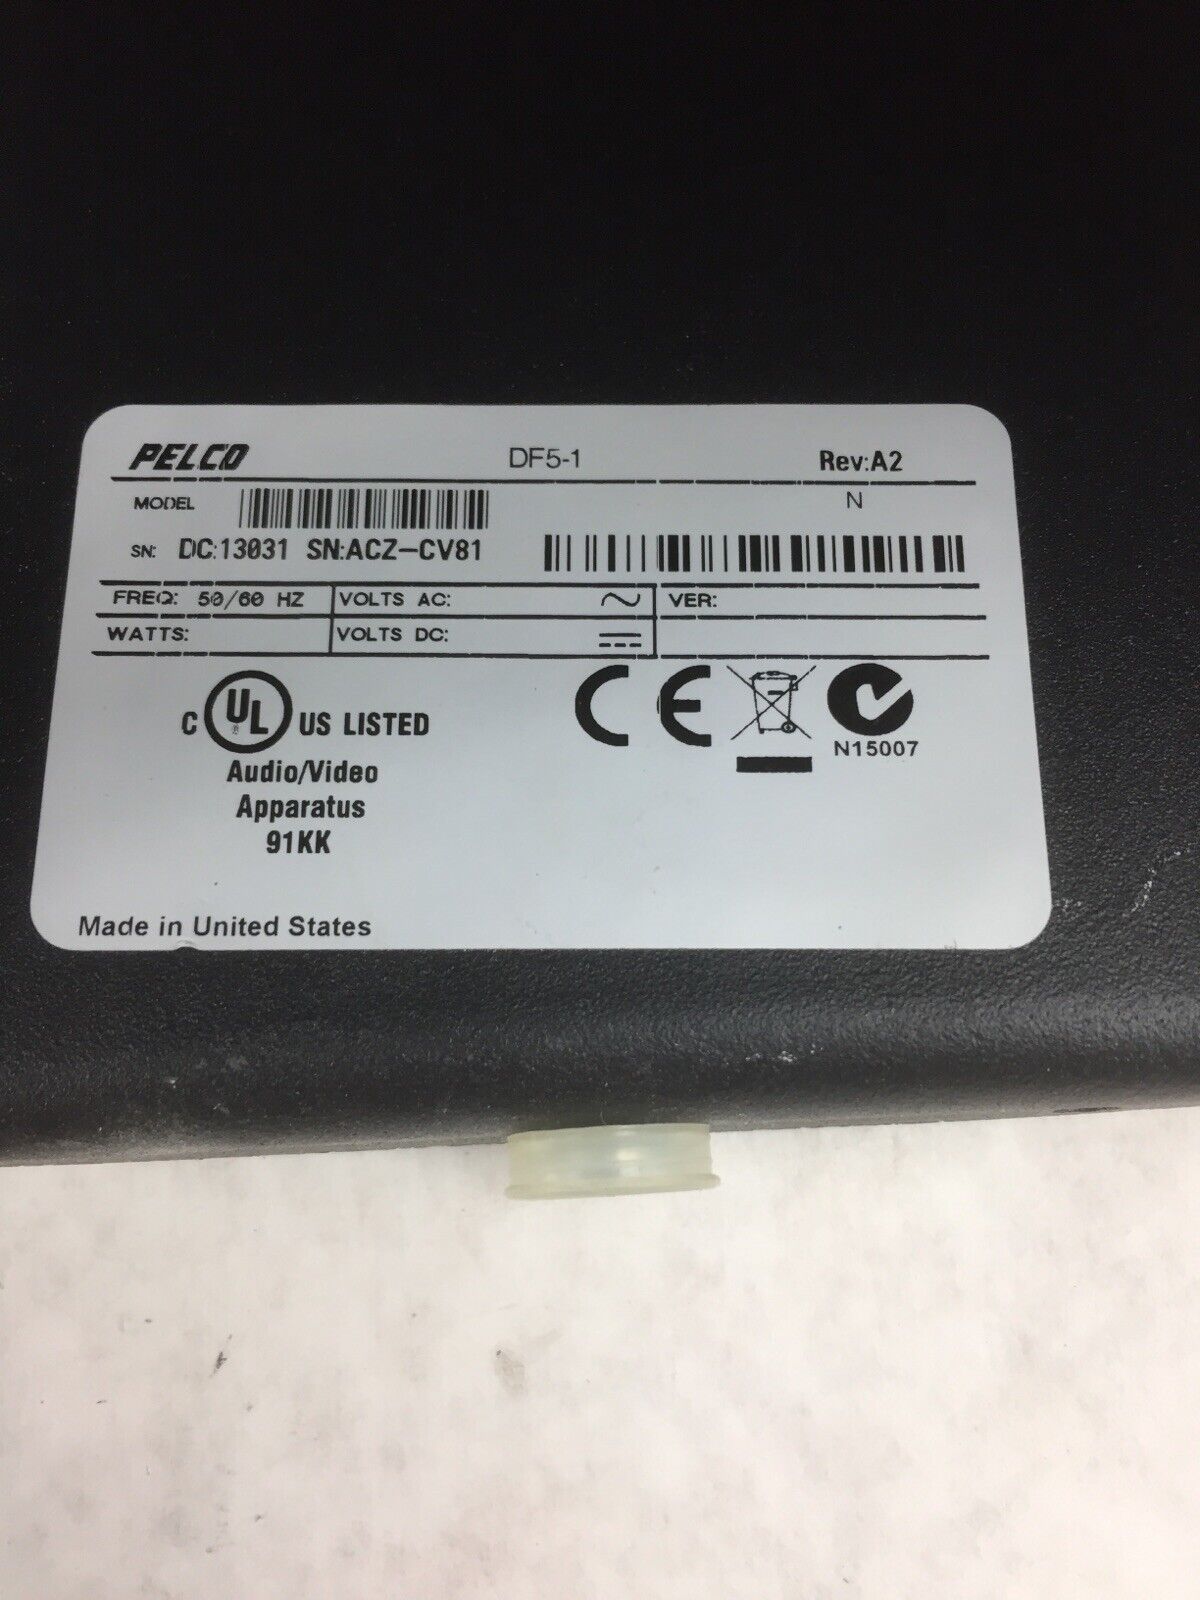 PELCO DF5-1 Rev:A2
MODEL N
SN: DC:13031 SN:ACZ-CV81
FREQ: 50/60 HZ VOLTS AC: VER:
WATTS: VOLTS DC:
C UL US LISTED CE
N15007
Audio/Video
Apparatus
91KK
Made in United States